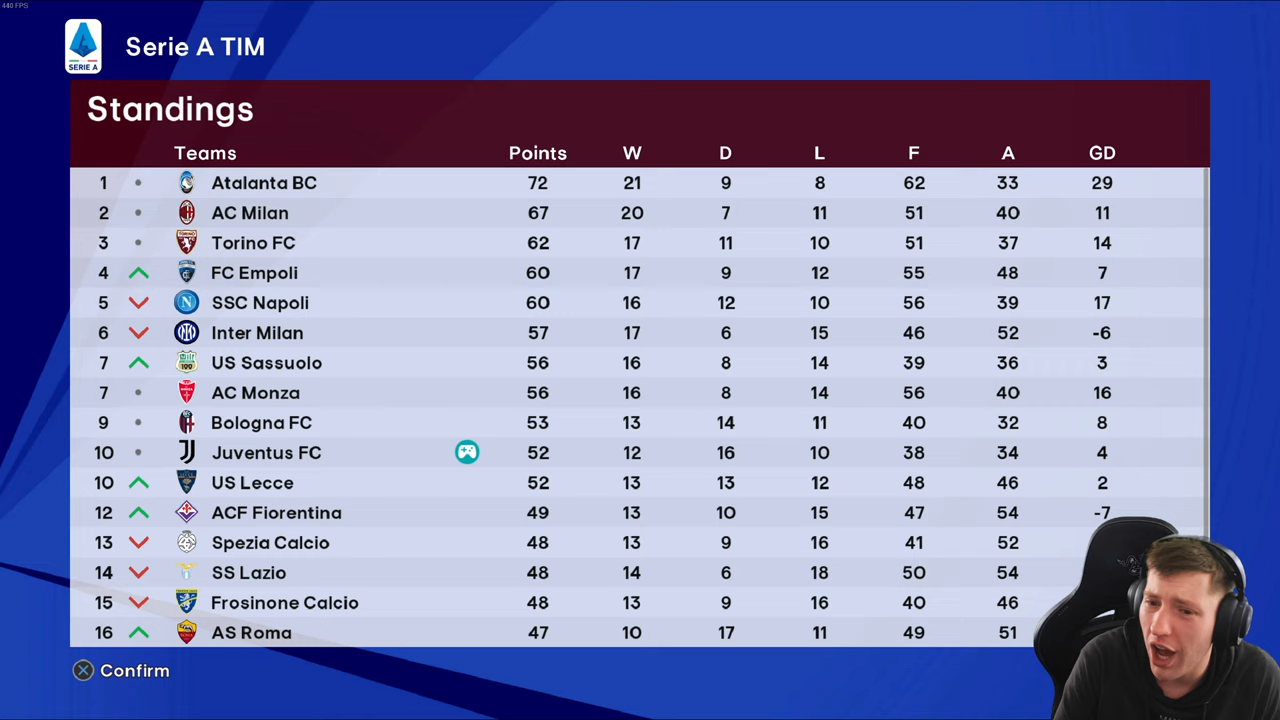 440 FPS
SERIE A
Serie A TIM
Standings
Teams Points W D L F A GD
1 Atalanta BC 72 21 9 8 62 33 29
2 AC Milan 67 20 7 11 51 40 11
3 Torino FC 62 17 11 10 51 37 14
4 FC Empoli 60 17 9 12 55 48 7
5 SSC Napoli 60 16 12 10 56 39 17
6 Inter Milan 57 17 6 15 46 52 -6
7 US Sassuolo 56 16 8 14 39 36 3
7 AC Monza 56 16 8 14 56 40 16
9 Bologna FC 53 13 14 11 40 32 8
10 Juventus FC 52 12 16 10 38 34 4
10 US Lecce 52 13 13 12 48 46 2
12 ACF Fiorentina 49 13 10 15 47 54 -7
13 Spezia Calcio 48 13 9 16 41 52
14 SS Lazio 48 14 6 18 50 54
15 Frosinone Calcio 48 13 9 16 40 46
16 AS Roma 47 10 17 11 49 51
Confirm